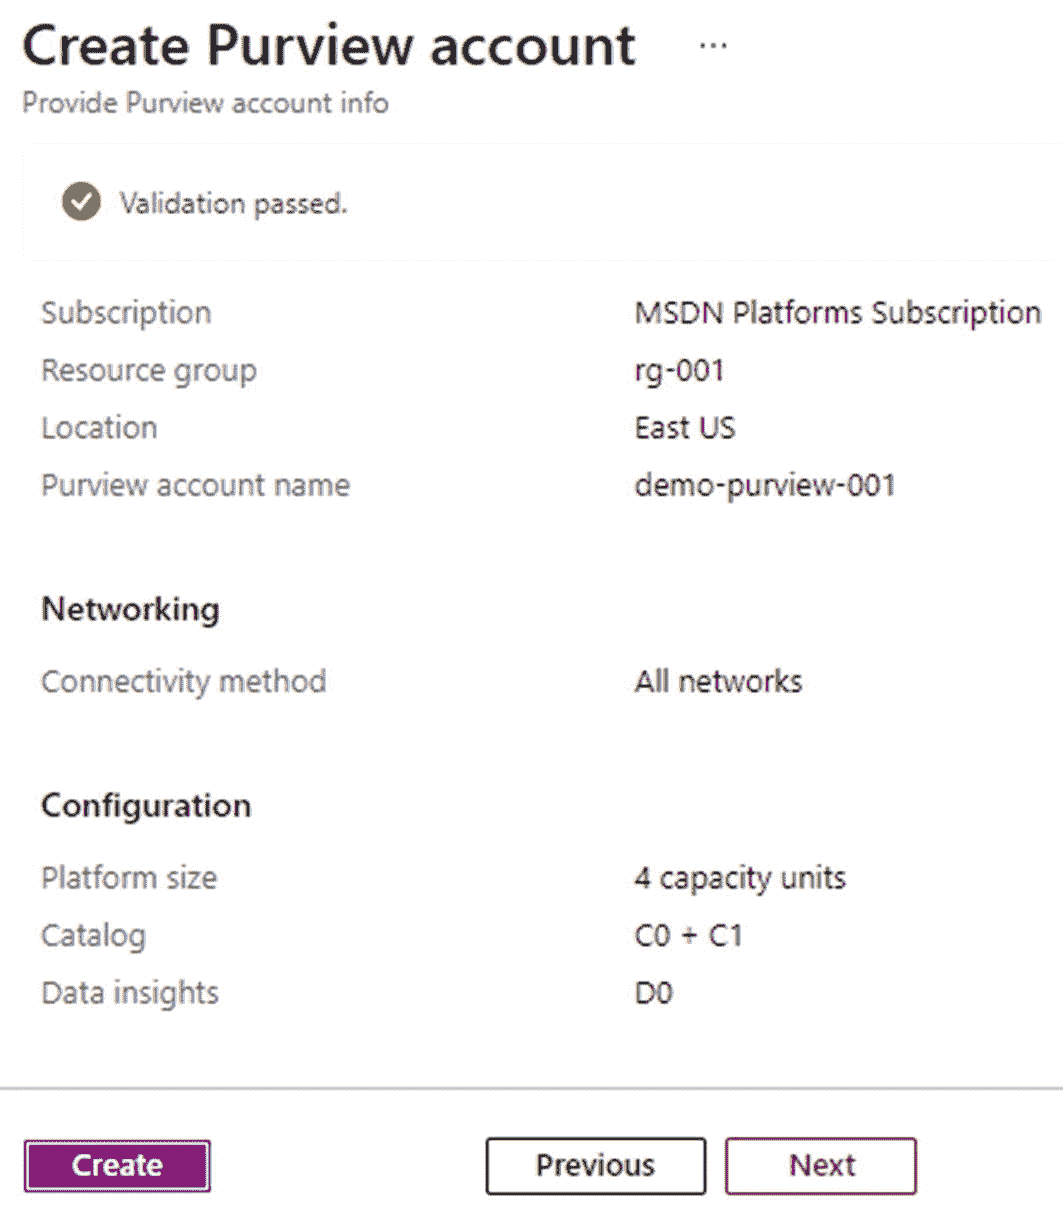 Create Purview account ...
Provide Purview account info
Validation passed.
Subscription MSDN Platforms Subscription
Resource group rg-001
Location East US
Purview account name demo-purview-001
Networking
Connectivity method All networks
Configuration
Platform size 4 capacity units
Catalog C0 + C1
Data insights D0
Create Previous Next